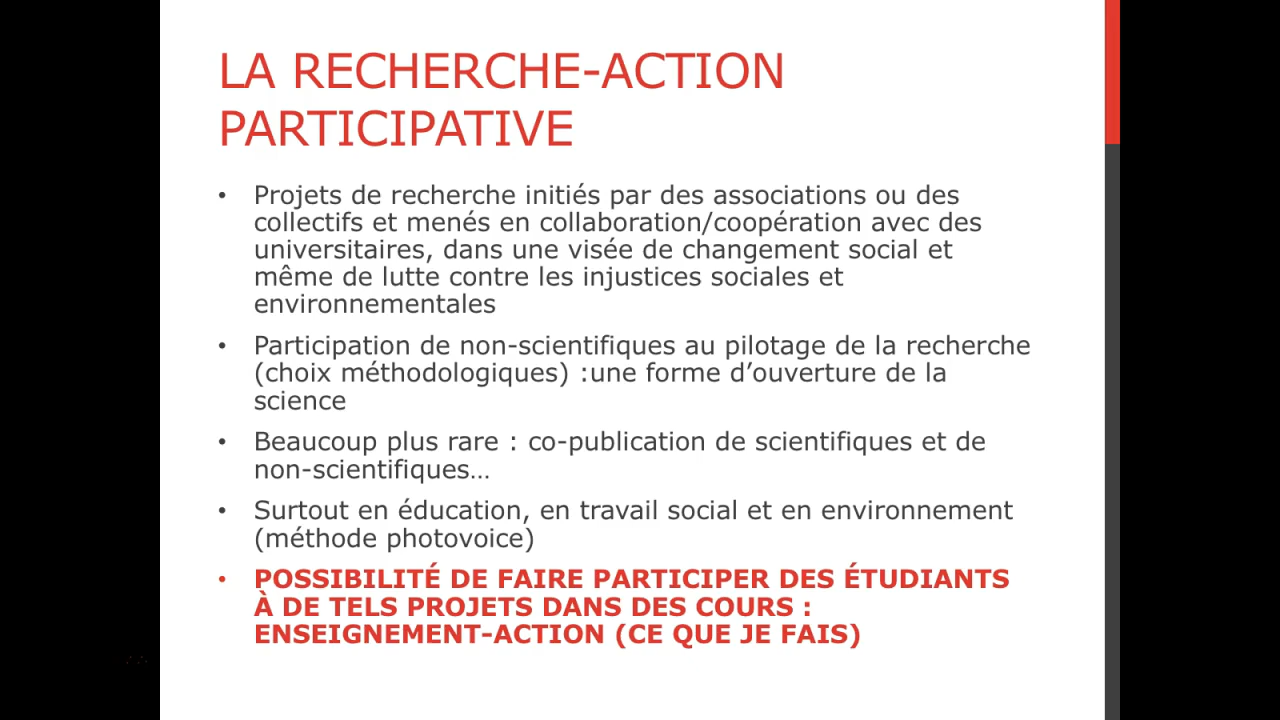 LA RECHERCHE-ACTION
PARTICIPATIVE
• Projets de recherche initiés par des associations ou des
collectifs et menés en collaboration/coopération avec des
universitaires, dans une visée de changement social et
même de lutte contre les injustices sociales et
environnementales
• Participation de non-scientifiques au pilotage de la recherche
(choix méthodologiques) :une forme d’ouverture de la
science
• Beaucoup plus rare : co-publication de scientifiques et de
non-scientifiques…
• Surtout en éducation, en travail social et en environnement
(méthode photovoice)
• POSSIBILITÉ DE FAIRE PARTICIPER DES ÉTUDIANTS
À DE TELS PROJETS DANS DES COURS :
ENSEIGNEMENT-ACTION (CE QUE JE FAIS)